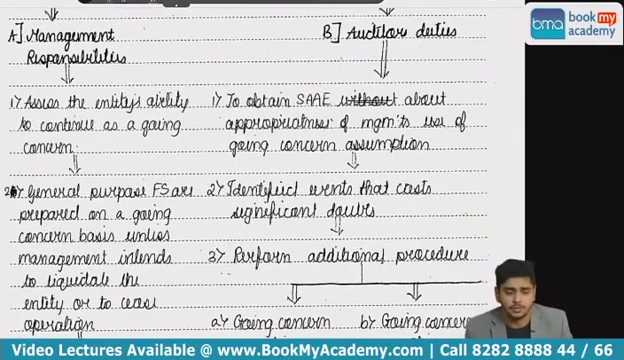 A] Management
Responsibilities
1) Assess the entity's ability
to continue as a going
concern.
2) General purpose FS are
prepared on a going
concern basis unless
management intends
to liquidate the
entity or to cease
operation
B] Auditors duties
1) To obtain SAAE without about
appropriatness of mgm'ts use of
going concern assumption
2) Identified events that casts
significant doubts
3) Perform additional procedure
a) Going concern
b) Going concern
bma
book my
academy
Video Lectures Available @ www.BookMyAcademy.com | Call 8282 8888 44 / 66